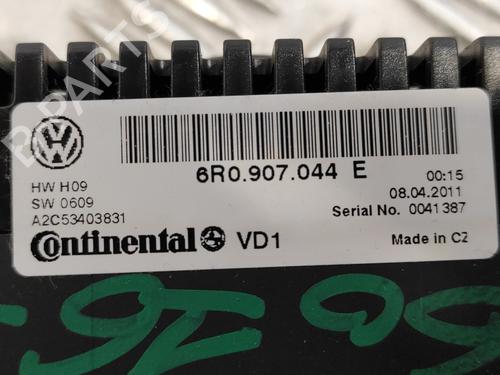 B-PARTS
6R0.907.044 E
HW H09
SW 0609
A2C53403831
00:15
08.04.2011
Serial No. 0041387
Continental VD1
Made in CZ